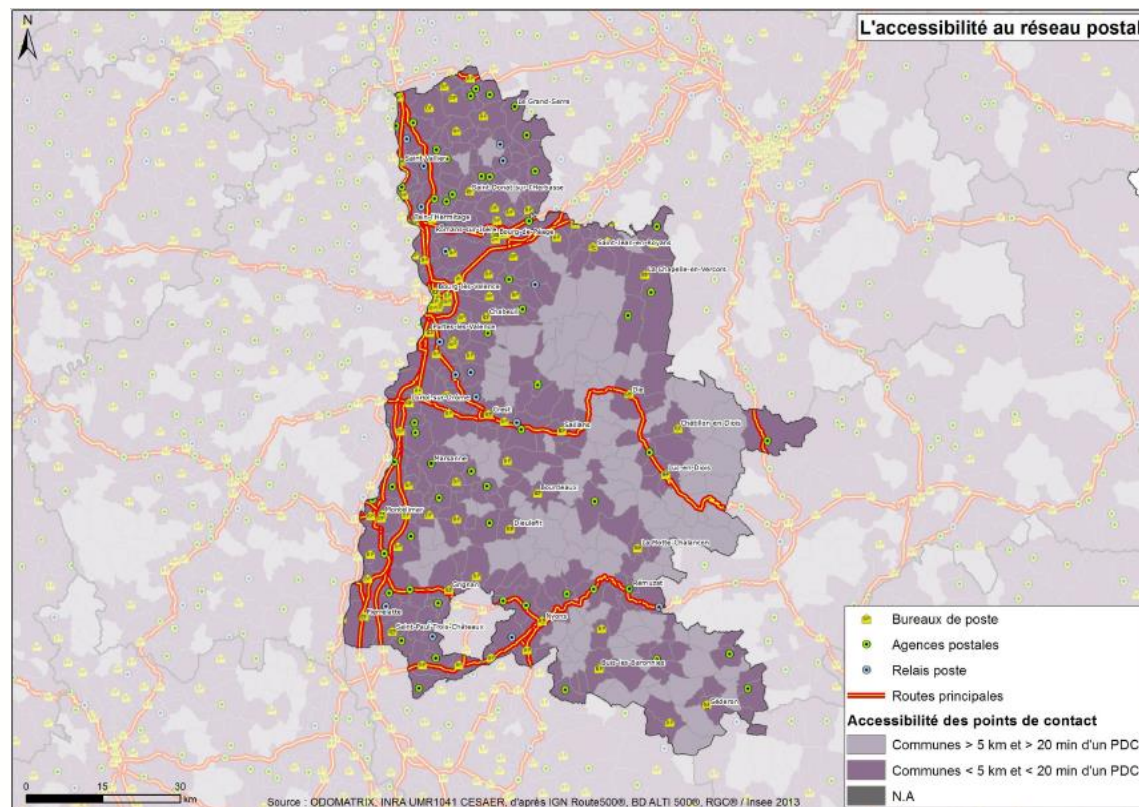 N
L'accessibilité au réseau postal
Le Grand-Serre
Saint-Vallier
Saint-Donat-sur-l'Herbasse
Tain-l'Hermitage
Romans-sur-Isère
Bourg-de-Péage
Saint-Jean-en-Royans
La Chapelle-en-Vercors
Bourg-lès-Valence
Chabeuil
Portes-lès-Valence
Die
Loriol-sur-Drôme
Crest
Saillans
Châtillon-en-Diois
Luc-en-Diois
Marsanne
Bourdeaux
Montélimar
Dieulefit
La Motte-Chalancon
Grignan
Rémuzat
Pierrelatte
Nyons
Saint-Paul-Trois-Châteaux
Buis-les-Baronnies
Séderon
Bureaux de poste
Agences postales
Relais poste
Routes principales
Accessibilité des points de contact
Communes > 5 km et > 20 min d'un PDC
Communes < 5 km et < 20 min d'un PDC
N.A
0 15 30
km
Source : ODOMATRIX, INRA UMR1041 CESAER, d'après IGN Route500®, BD ALTI 500®, RGC® / Insee 2013